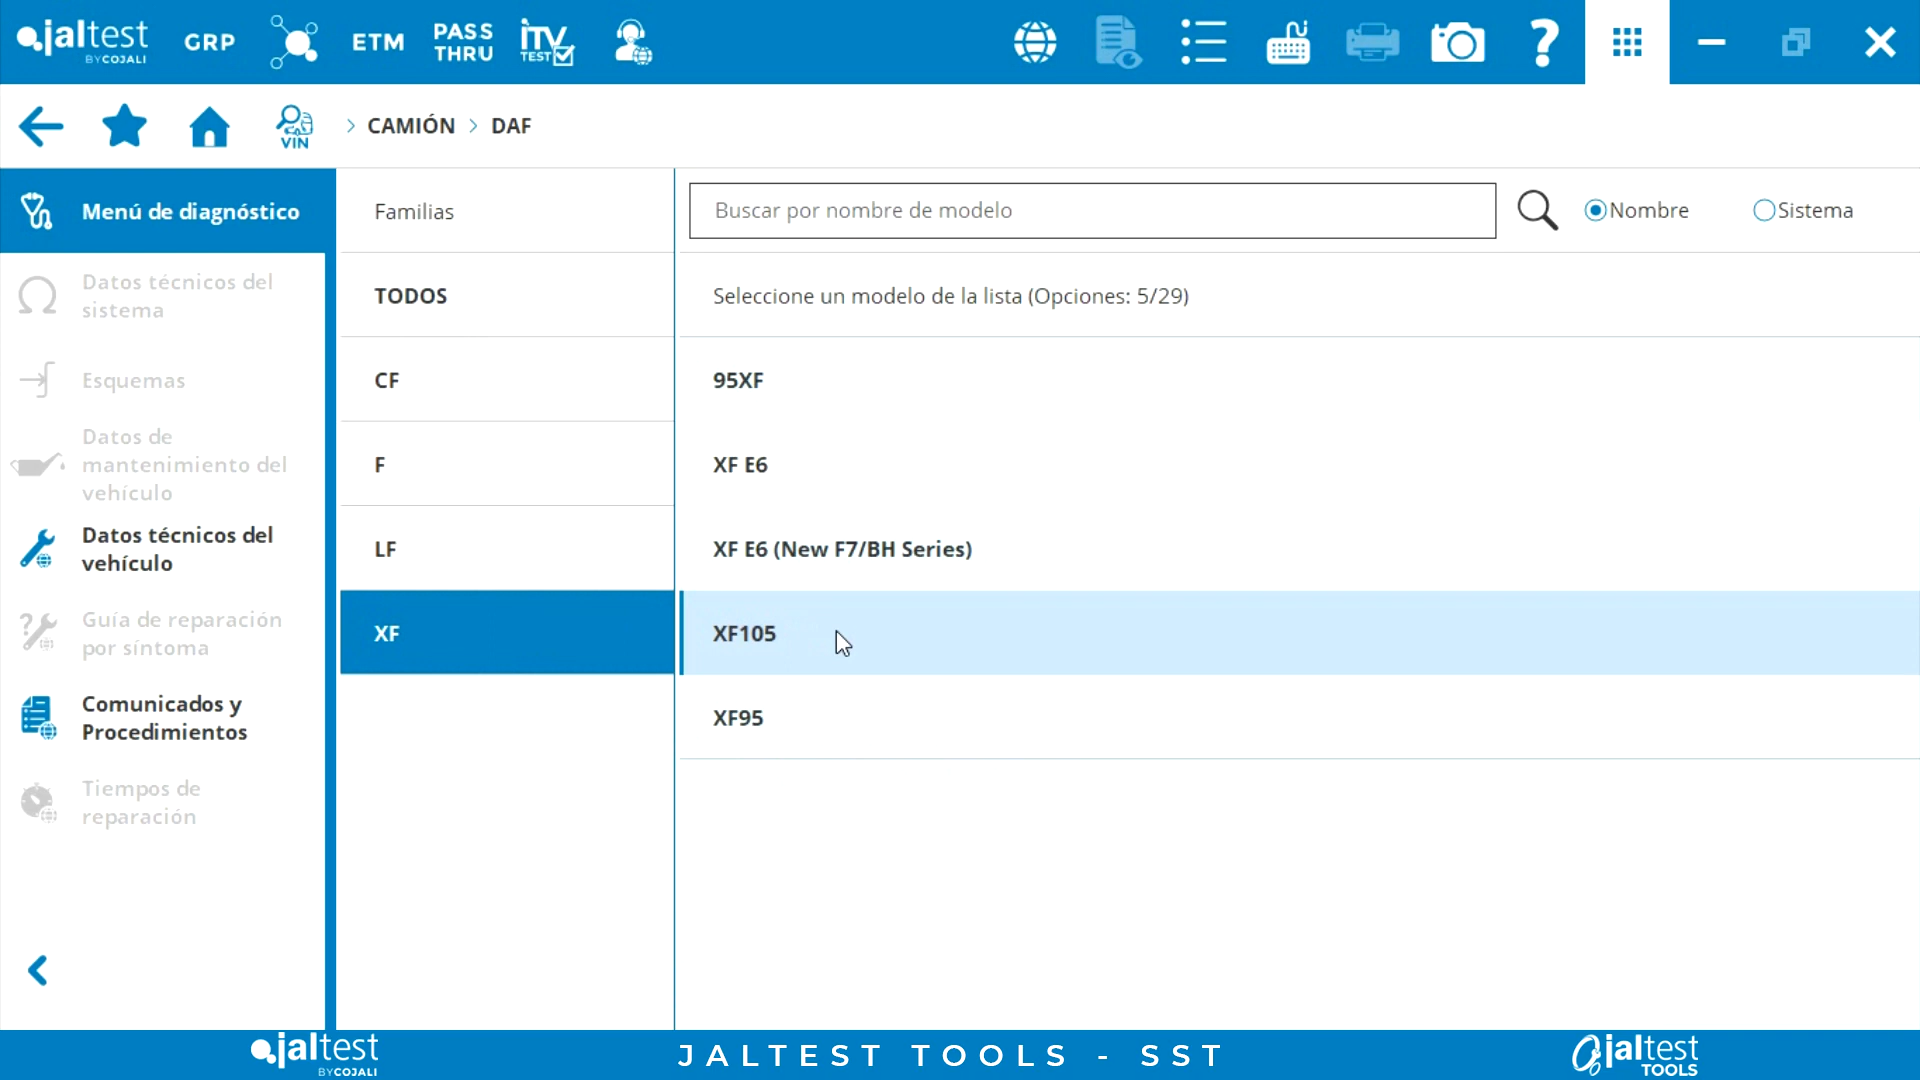 jaltest
BY COJALI
GRP
ETM
PASS
THRU
ITV
TEST
VIN
CAMIÓN
DAF
Menú de diagnóstico
Datos técnicos del
sistema
Esquemas
Datos de
mantenimiento del
vehículo
Datos técnicos del
vehículo
Guía de reparación
por síntoma
Comunicados y
Procedimientos
Tiempos de
reparación
Familias
TODOS
CF
F
LF
XF
Buscar por nombre de modelo
Nombre
Sistema
Seleccione un modelo de la lista (Opciones: 5/29)
95XF
XF E6
XF E6 (New F7/BH Series)
XF105
XF95
jaltest
BY COJALI
JALTEST TOOLS - SST
jaltest
TOOLS